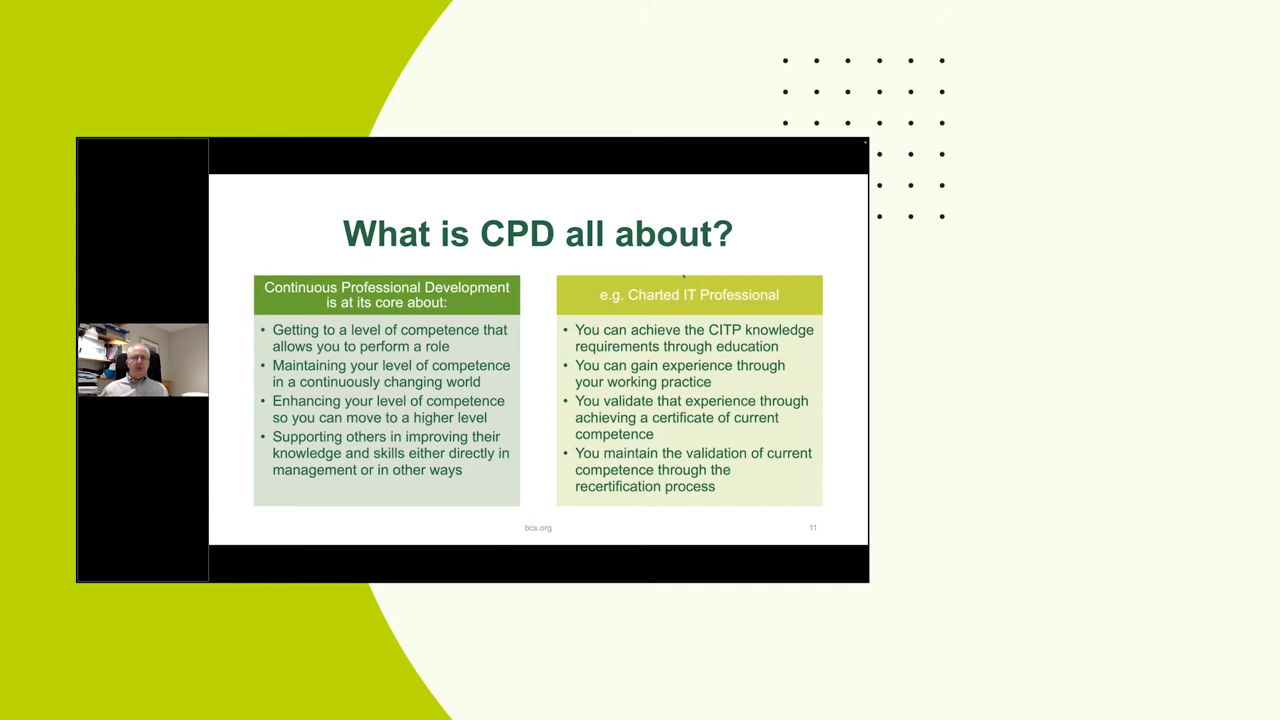 What is CPD all about?
Continuous Professional Development
is at its core about:
• Getting to a level of competence that
allows you to perform a role
• Maintaining your level of competence
in a continuously changing world
• Enhancing your level of competence
so you can move to a higher level
• Supporting others in improving their
knowledge and skills either directly in
management or in other ways
e.g. Charted IT Professional
• You can achieve the CITP knowledge
requirements through education
• You can gain experience through
your working practice
• You validate that experience through
achieving a certificate of current
competence
• You maintain the validation of current
competence through the
recertification process
bcs.org
11